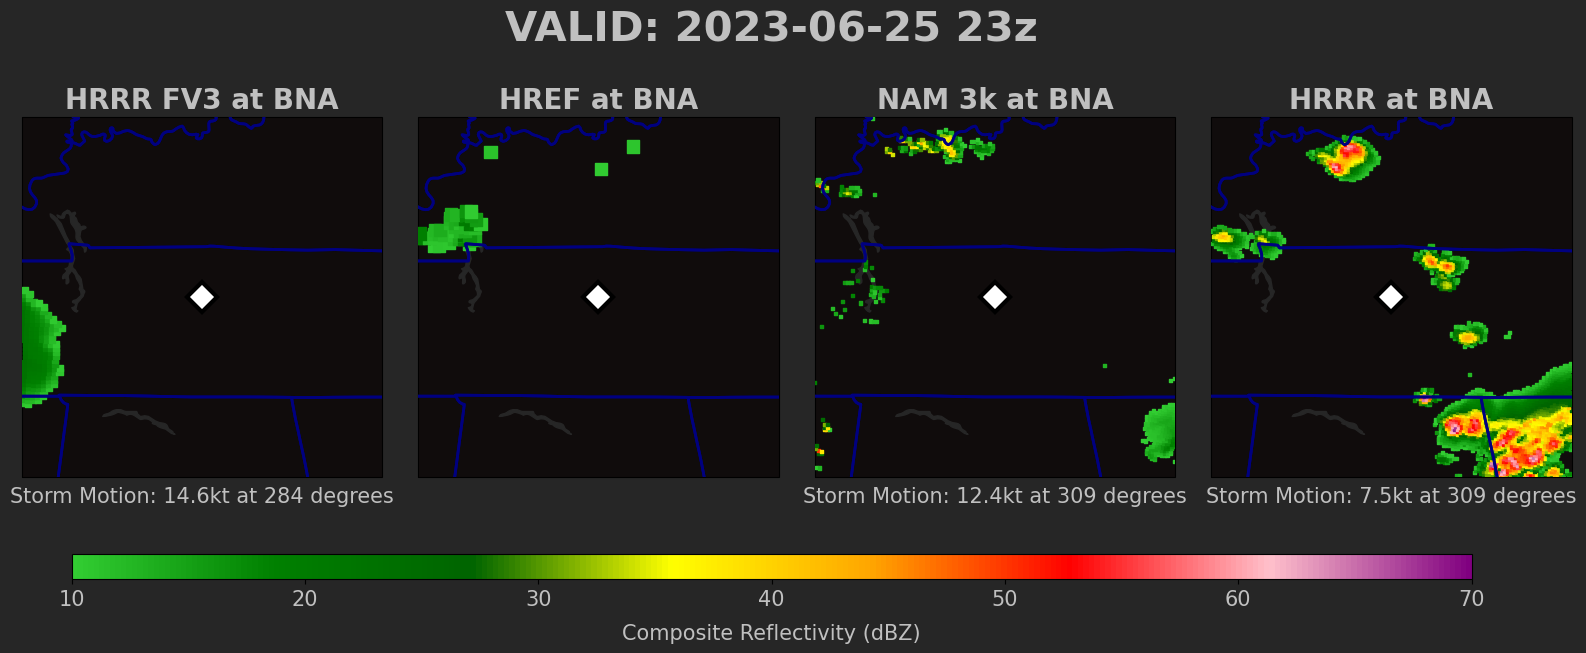 VALID: 2023-06-25 23z
HRRR FV3 at BNA
HREF at BNA
NAM 3k at BNA
HRRR at BNA
Storm Motion: 14.6kt at 284 degrees
Storm Motion: 12.4kt at 309 degrees
Storm Motion: 7.5kt at 309 degrees
10 20 30 40 50 60 70
Composite Reflectivity (dBZ)